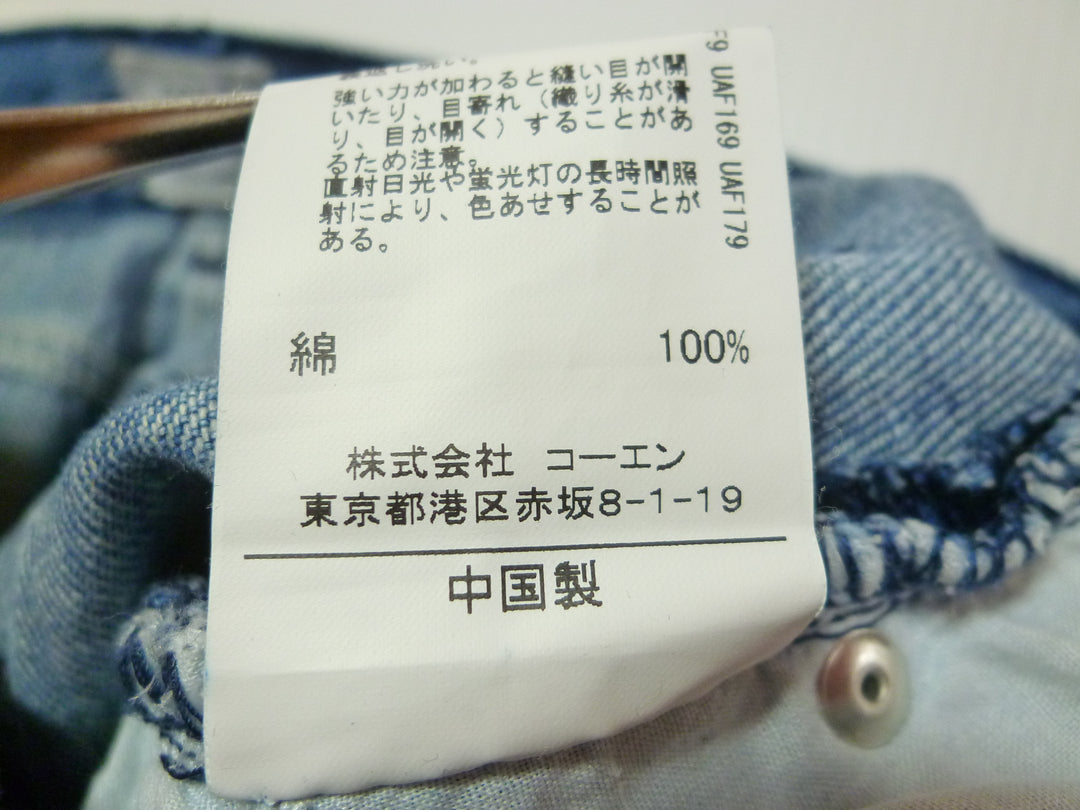 強い力が加わると縫い目が開
いたり、目寄れ（織り糸が滑
り、目が開く）することがあ
るため注意。
直射日光や蛍光灯の長時間照
射により、色あせすることが
ある。
UAF169 UAF179
綿 100%
株式会社 コーエン
東京都港区赤坂8-1-19
中国製